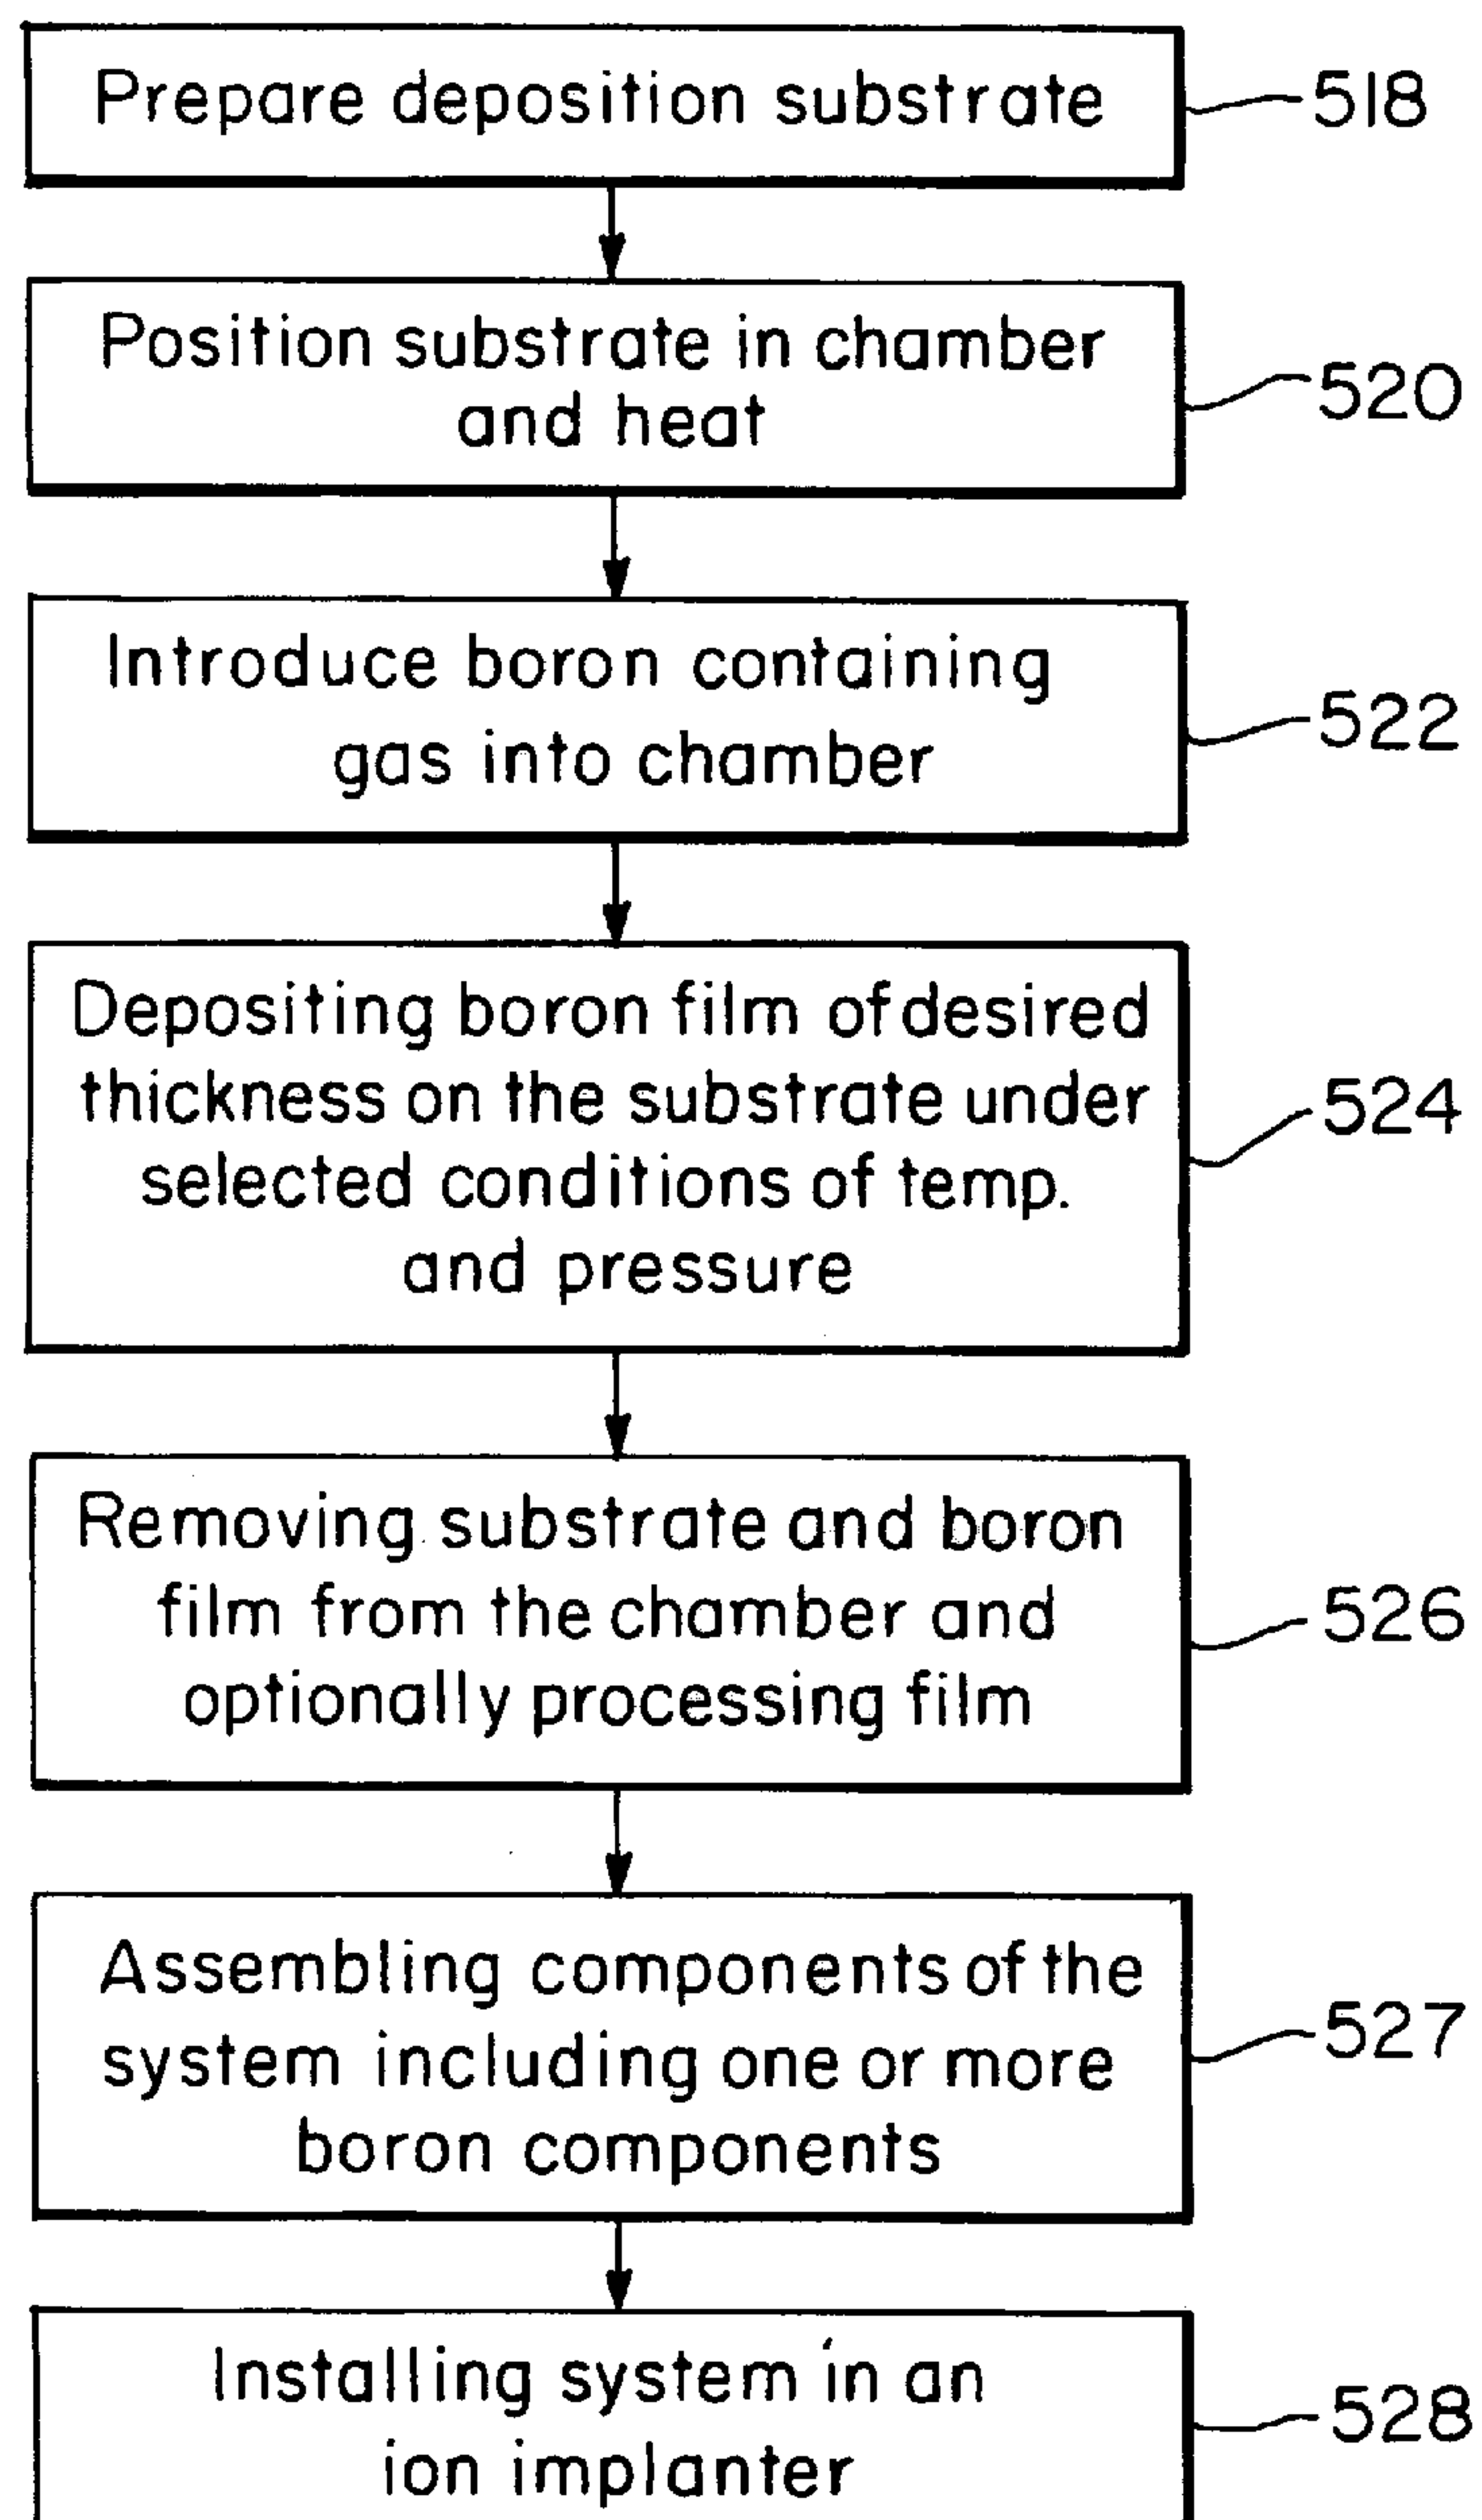 Prepare deposition substrate
518
Position substrate in chamber
and heat
520
Introduce boron containing
gas into chamber
522
Depositing boron film of desired
thickness on the substrate under
selected conditions of temp.
and pressure
524
Removing substrate and boron
film from the chamber and
optionally processing film
526
Assembling components of the
system including one or more
boron components
527
Installing system in an
ion implanter
528